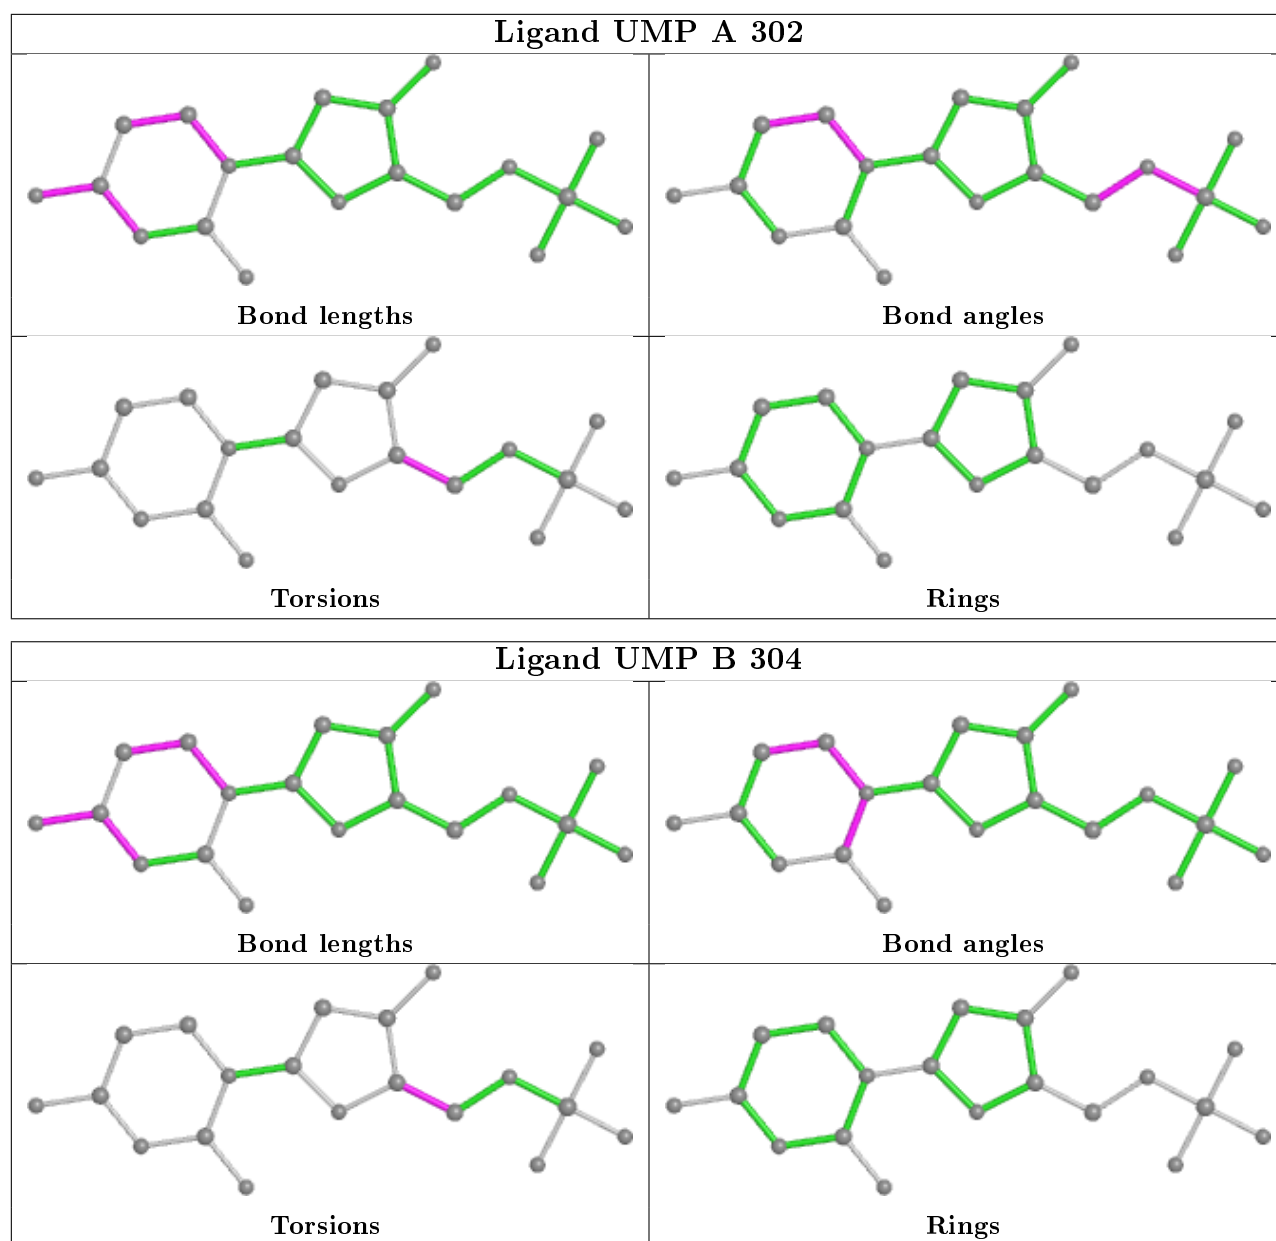 Ligand UMP A 302
Bond lengths
Bond angles
Torsions
Rings
Ligand UMP B 304
Bond lengths
Bond angles
Torsions
Rings